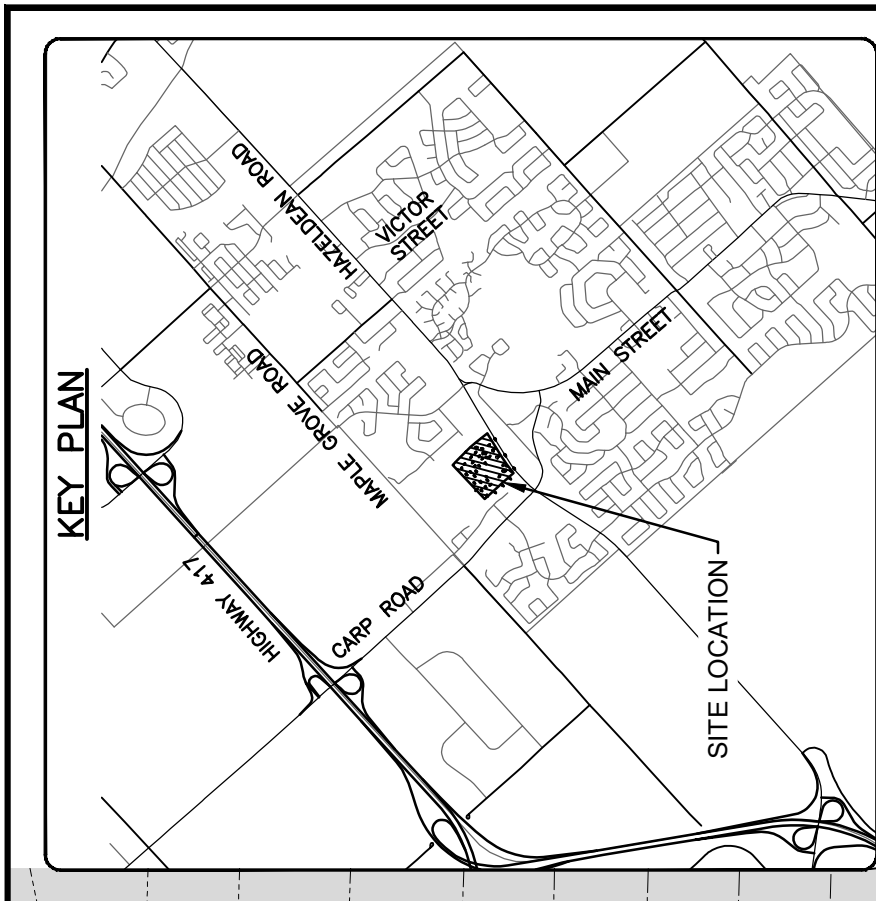 KEY PLAN
HAZELDEAN ROAD
VICTOR
STREET
MAPLE GROVE ROAD
MAIN STREET
HIGHWAY 417
CARP ROAD
SITE LOCATION